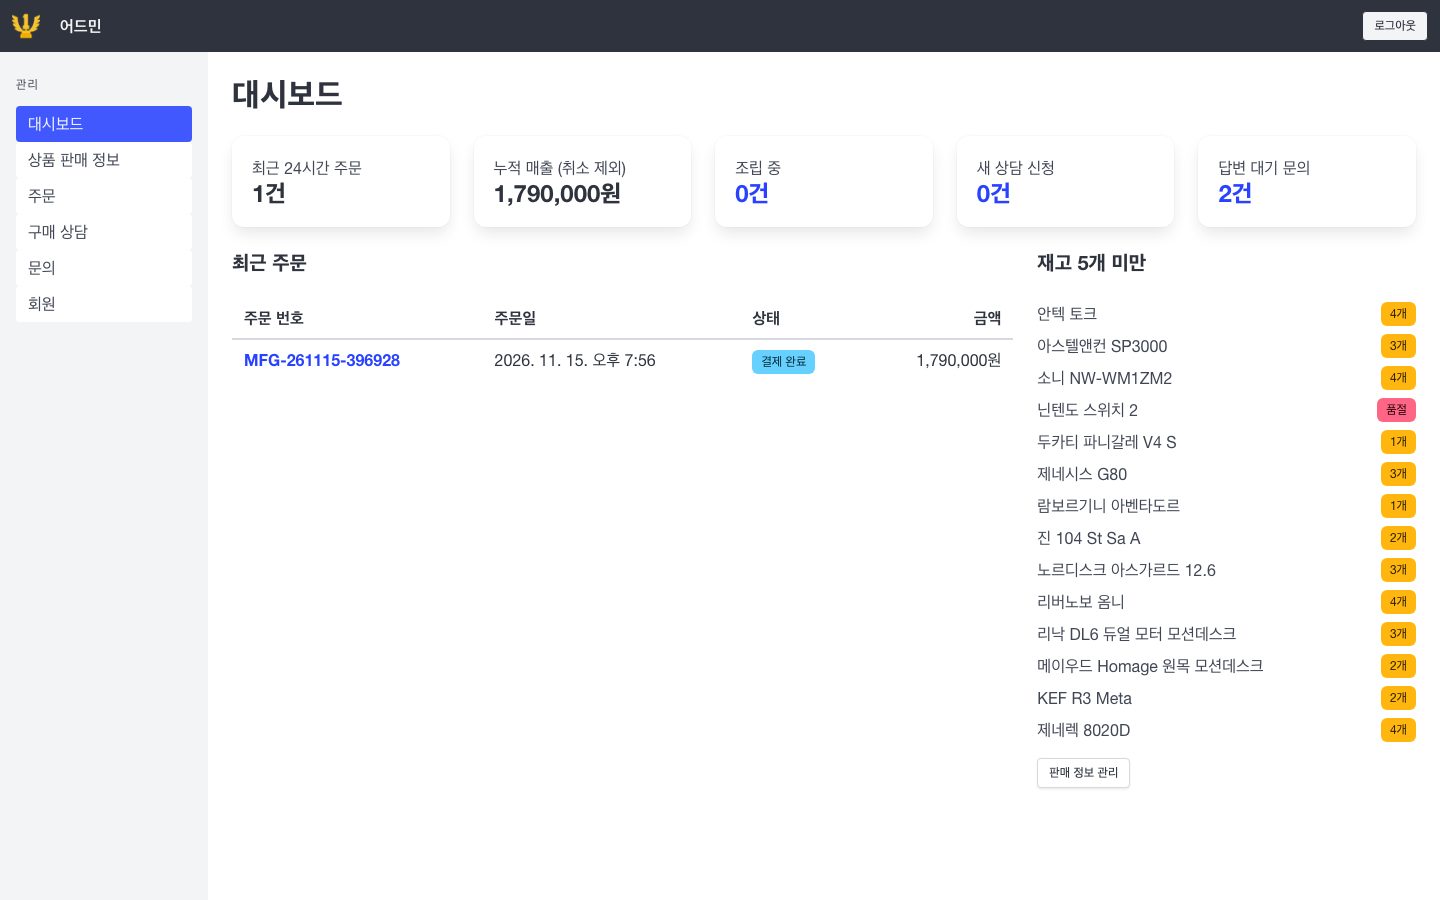 어드민
로그아웃
관리
대시보드
상품 판매 정보
주문
구매 상담
문의
회원
대시보드
최근 24시간 주문
1건
누적 매출 (취소 제외)
1,790,000원
조립 중
0건
새 상담 신청
0건
답변 대기 문의
2건
최근 주문
주문 번호 주문일 상태 금액
MFG-261115-396928 2026. 11. 15. 오후 7:56 결제 완료 1,790,000원
재고 5개 미만
안텍 토크 4개
아스텔앤컨 SP3000 3개
소니 NW-WM1ZM2 4개
닌텐도 스위치 2 품절
두카티 파니갈레 V4 S 1개
제네시스 G80 3개
람보르기니 아벤타도르 1개
진 104 St Sa A 2개
노르디스크 아스가르드 12.6 3개
리버노보 옴니 4개
리낙 DL6 듀얼 모터 모션데스크 3개
메이우드 Homage 원목 모션데스크 2개
KEF R3 Meta 2개
제네렉 8020D 4개
판매 정보 관리